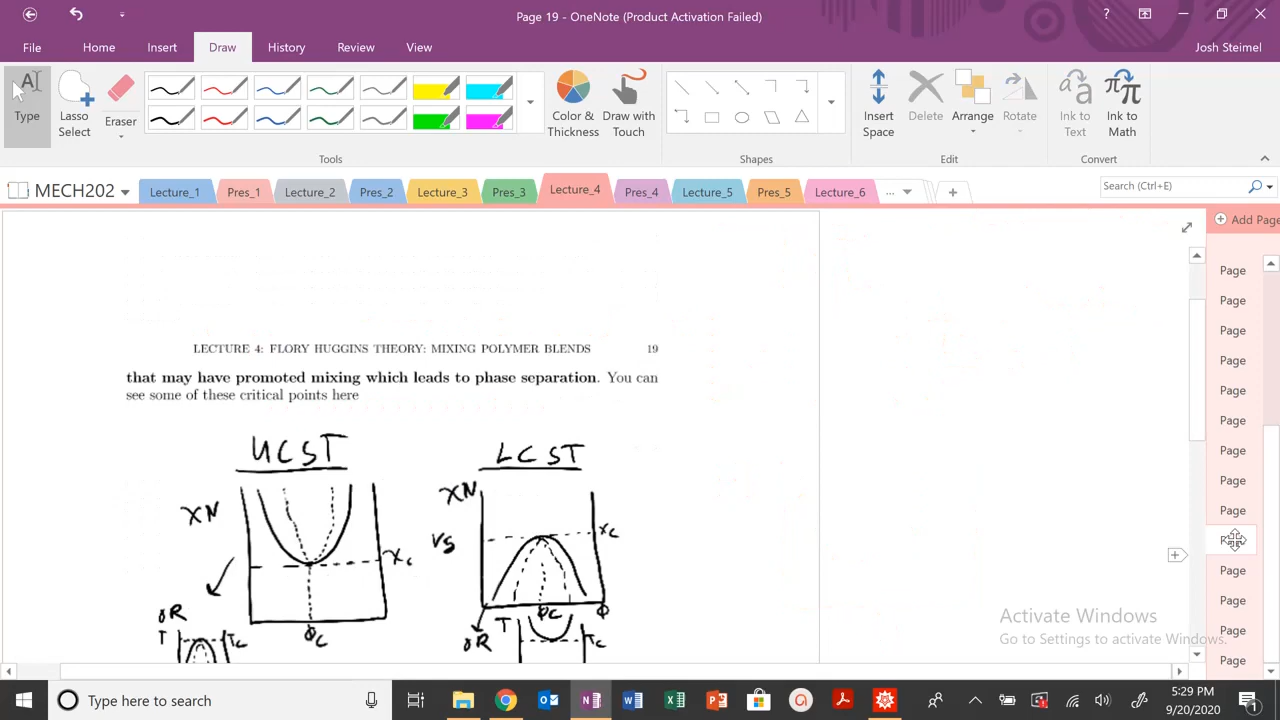 Page 19 - OneNote (Product Activation Failed)
?
File
Home
Insert
Draw
History
Review
View
Josh Steimel
Type
Lasso
Select
Eraser
Color &
Thickness
Draw with
Touch
Insert
Space
Delete
Arrange
Rotate
Ink to
Text
Ink to
Math
Tools
Shapes
Edit
Convert
MECH202
Lecture_1
Pres_1
Lecture_2
Pres_2
Lecture_3
Pres_3
Lecture_4
Pres_4
Lecture_5
Pres_5
Lecture_6
...
Search (Ctrl+E)
Add Page
Page
Page
Page
Page
Page
Page
Page
Page
Page
Page
Page
Page
Page
LECTURE 4: FLORY HUGGINS THEORY: MIXING POLYMER BLENDS 19
that may have promoted mixing which leads to phase separation. You can
see some of these critical points here
UCST
LCST
XN
XN
Xc
vs
Xc
φc
φc
φ
OR
OR
T
Tc
T
Tc
Activate Windows
Go to Settings to activate Windows.
Type here to search
5:29 PM
9/20/2020